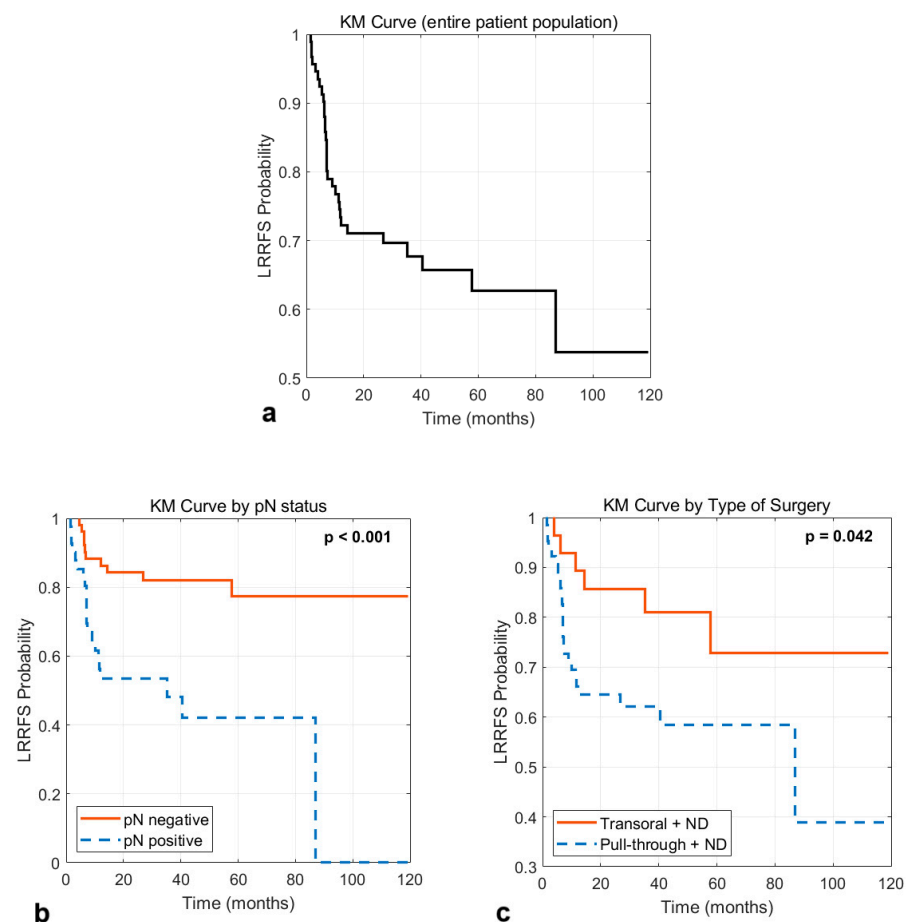 KM Curve (entire patient population)
1
0.9
0.8
0.7
0.6
0.5
LRRFS Probability
0 20 40 60 80 100 120
Time (months)
a
KM Curve by pN status
p < 0.001
1
0.8
0.6
0.4
0.2
0
LRRFS Probability
pN negative
pN positive
0 20 40 60 80 100 120
Time (months)
b
KM Curve by Type of Surgery
p = 0.042
1
0.9
0.8
0.7
0.6
0.5
0.4
0.3
LRRFS Probability
Transoral + ND
Pull-through + ND
0 20 40 60 80 100 120
Time (months)
c